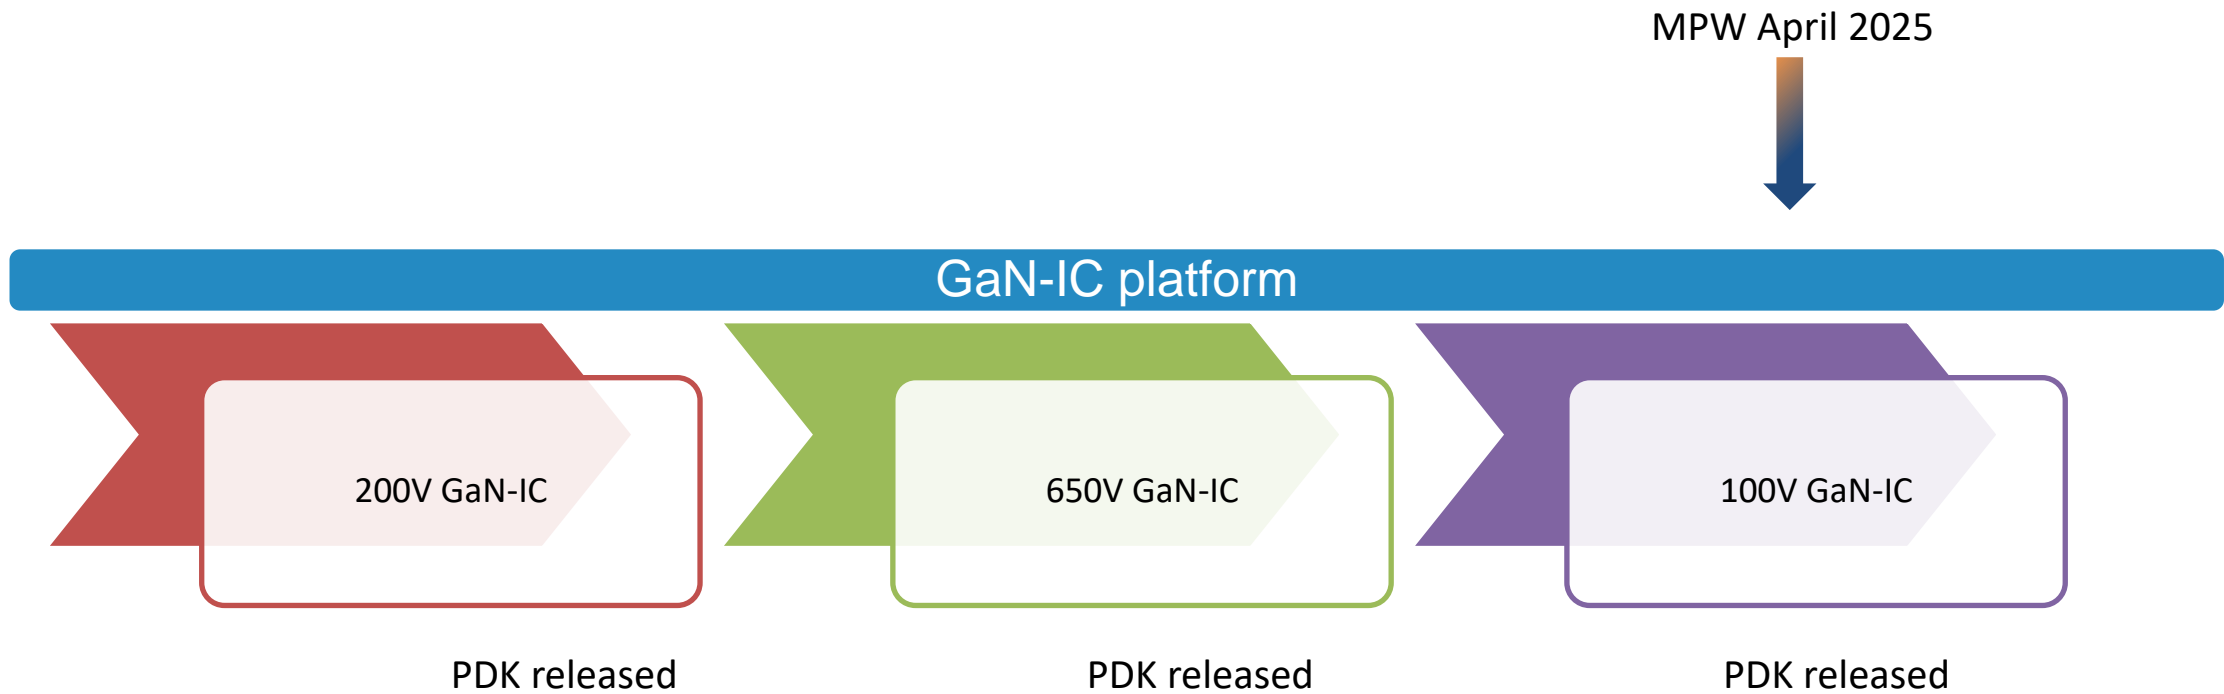 MPW April 2025
GaN-IC platform
200V GaN-IC
650V GaN-IC
100V GaN-IC
PDK released
PDK released
PDK released